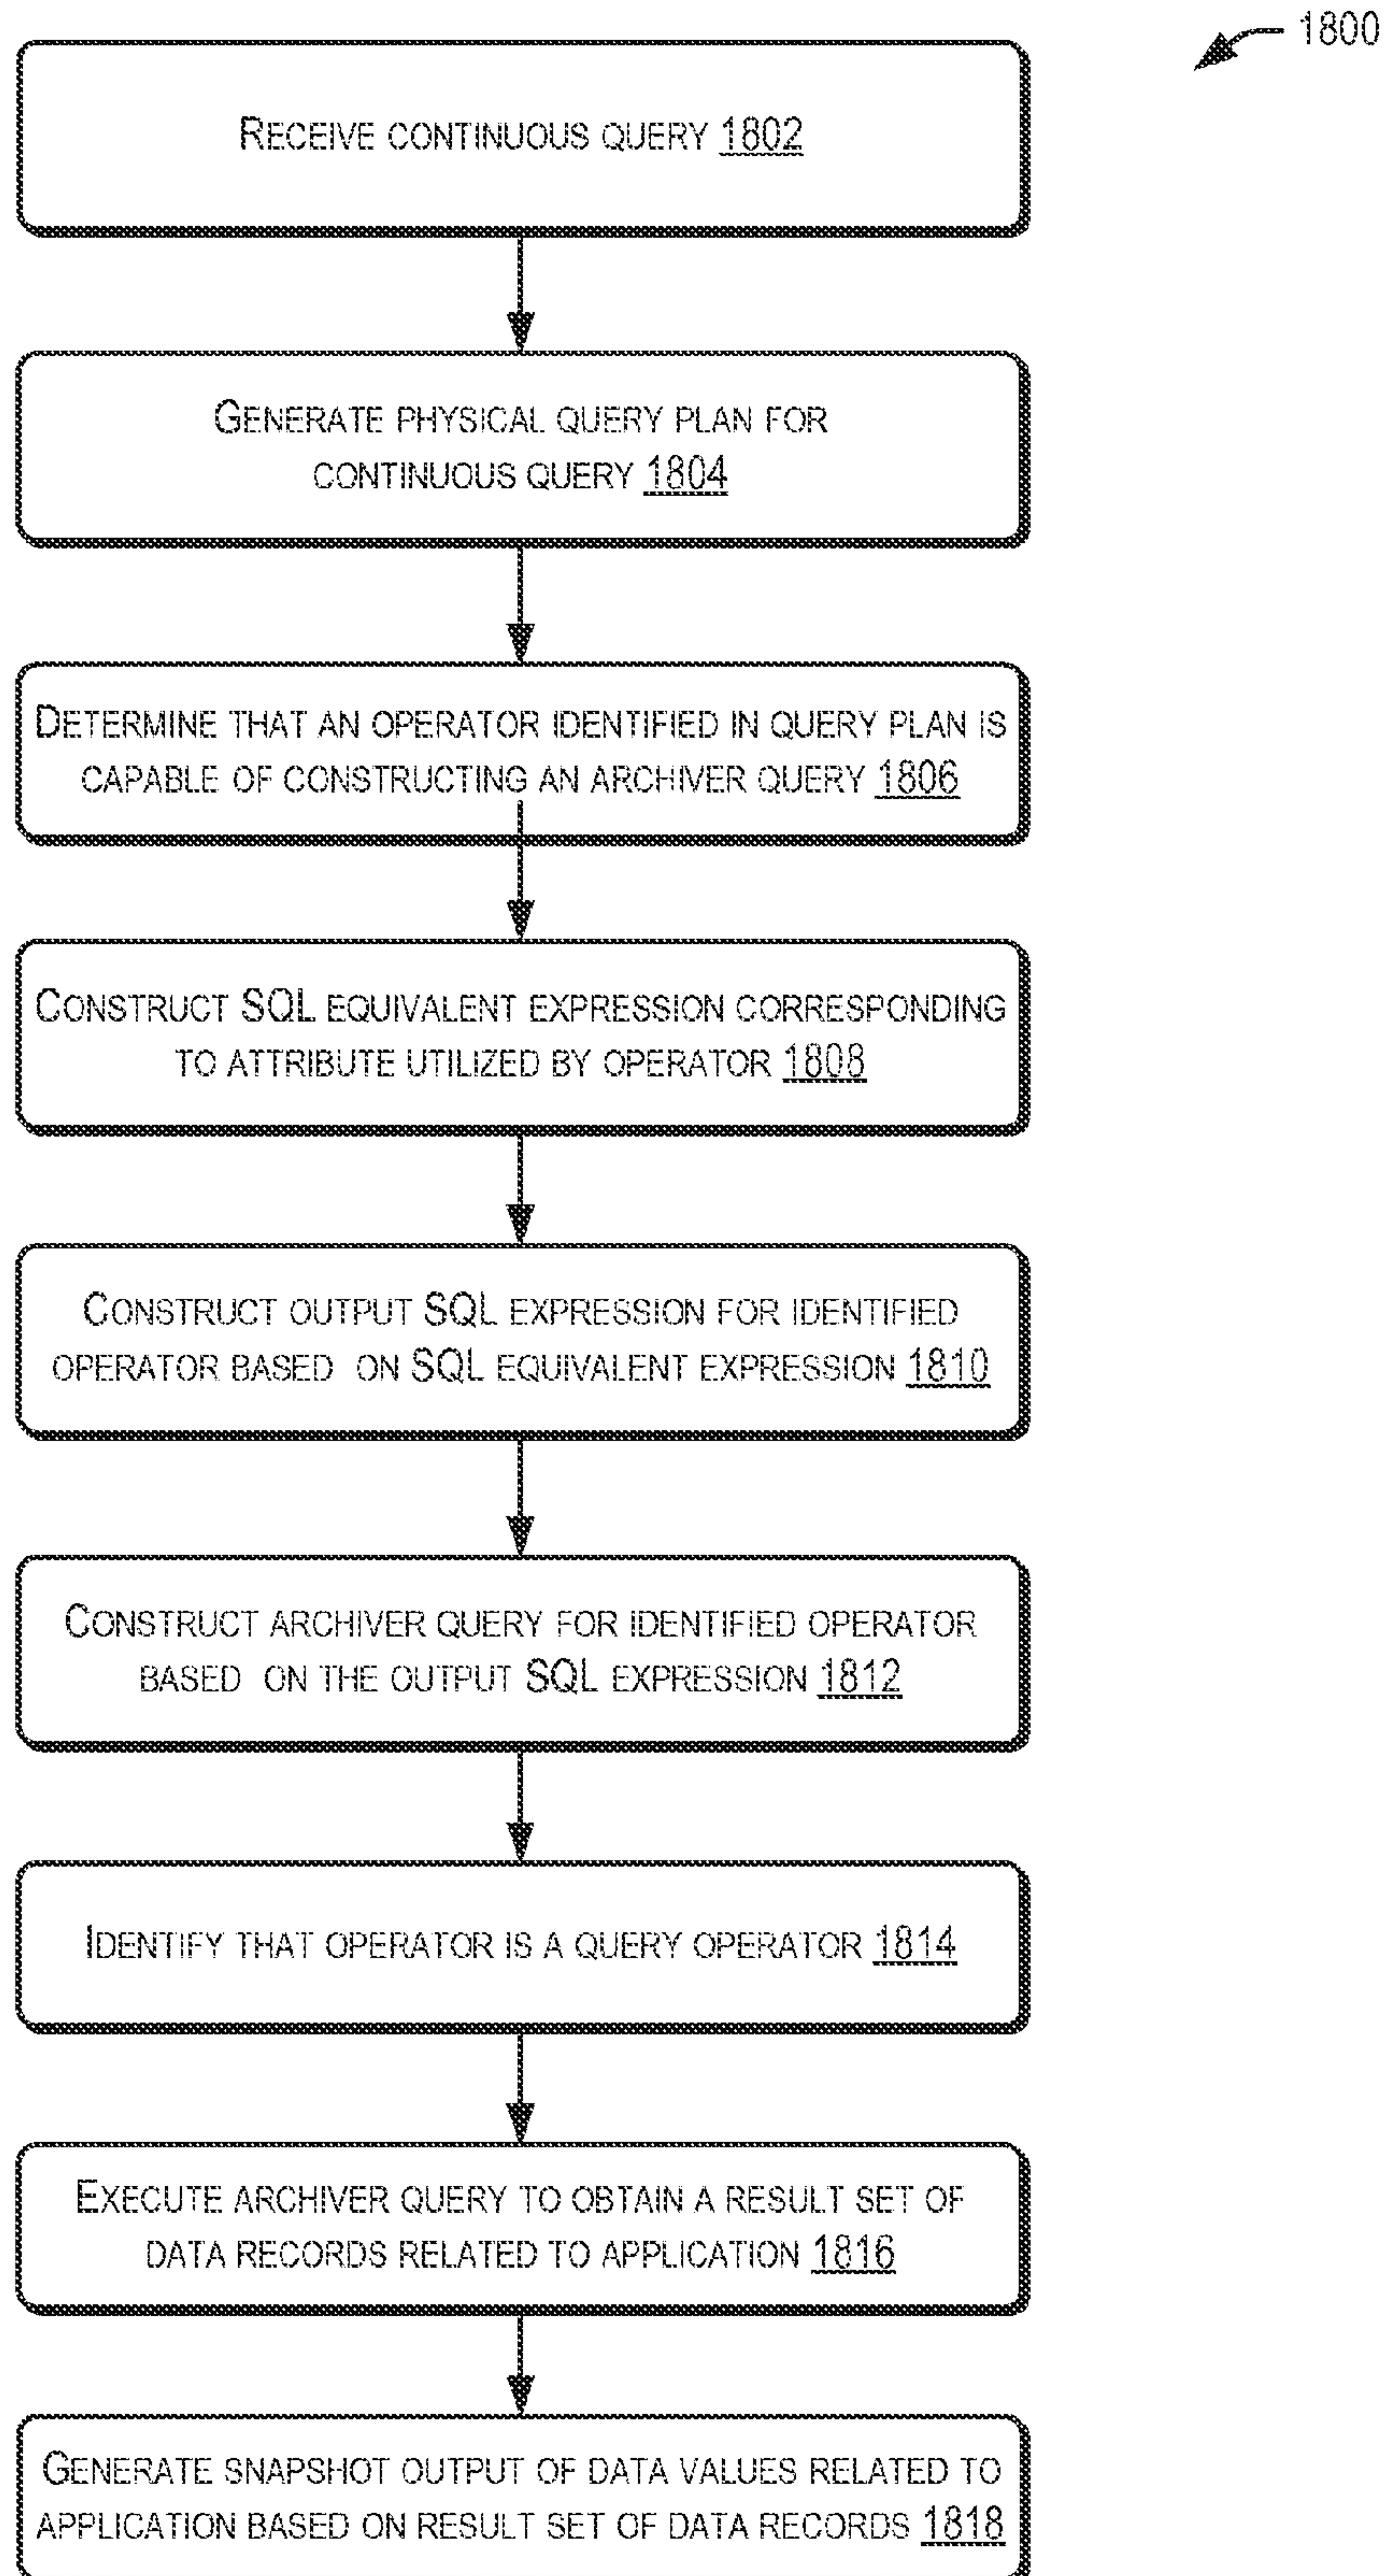 1800
RECEIVE CONTINUOUS QUERY 1802
GENERATE PHYSICAL QUERY PLAN FOR
CONTINUOUS QUERY 1804
DETERMINE THAT AN OPERATOR IDENTIFIED IN QUERY PLAN IS
CAPABLE OF CONSTRUCTING AN ARCHIVER QUERY 1806
CONSTRUCT SQL EQUIVALENT EXPRESSION CORRESPONDING
TO ATTRIBUTE UTILIZED BY OPERATOR 1808
CONSTRUCT OUTPUT SQL EXPRESSION FOR IDENTIFIED
OPERATOR BASED ON SQL EQUIVALENT EXPRESSION 1810
CONSTRUCT ARCHIVER QUERY FOR IDENTIFIED OPERATOR
BASED ON THE OUTPUT SQL EXPRESSION 1812
IDENTIFY THAT OPERATOR IS A QUERY OPERATOR 1814
EXECUTE ARCHIVER QUERY TO OBTAIN A RESULT SET OF
DATA RECORDS RELATED TO APPLICATION 1816
GENERATE SNAPSHOT OUTPUT OF DATA VALUES RELATED TO
APPLICATION BASED ON RESULT SET OF DATA RECORDS 1818